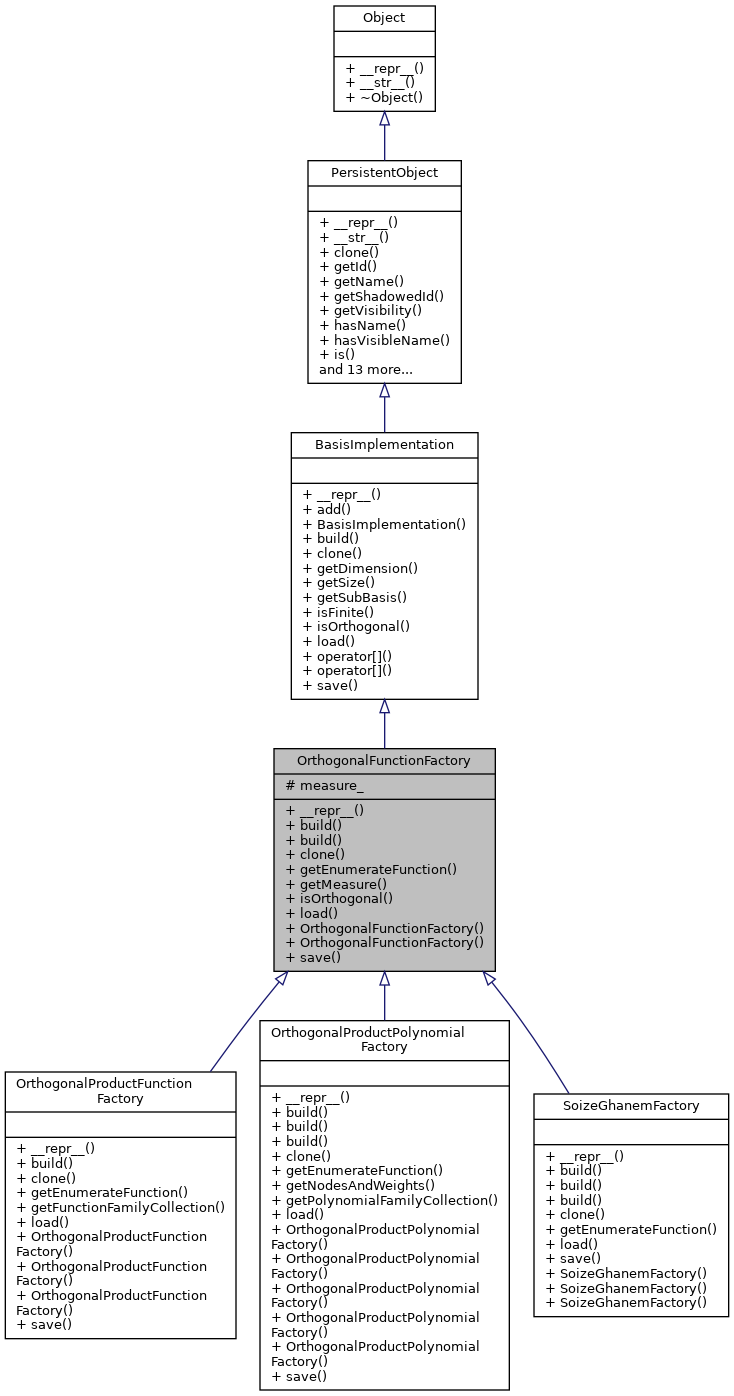 Object
+ __repr__()
+ __str__()
+ ~Object()
PersistentObject
+ __repr__()
+ __str__()
+ clone()
+ getId()
+ getName()
+ getShadowedId()
+ getVisibility()
+ hasName()
+ hasVisibleName()
+ is()
and 13 more...
BasisImplementation
+ __repr__()
+ add()
+ BasisImplementation()
+ build()
+ clone()
+ getDimension()
+ getSize()
+ getSubBasis()
+ isFinite()
+ isOrthogonal()
+ load()
+ operator[]()
+ operator[]()
+ save()
OrthogonalFunctionFactory
# measure_
+ __repr__()
+ build()
+ build()
+ clone()
+ getEnumerateFunction()
+ getMeasure()
+ isOrthogonal()
+ load()
+ OrthogonalFunctionFactory()
+ OrthogonalFunctionFactory()
+ save()
OrthogonalProductFunction
Factory
+ __repr__()
+ build()
+ clone()
+ getEnumerateFunction()
+ getFunctionFamilyCollection()
+ load()
+ OrthogonalProductFunction
Factory()
+ OrthogonalProductFunction
Factory()
+ OrthogonalProductFunction
Factory()
+ save()
OrthogonalProductPolynomial
Factory
+ __repr__()
+ build()
+ build()
+ build()
+ clone()
+ getEnumerateFunction()
+ getNodesAndWeights()
+ getPolynomialFamilyCollection()
+ load()
+ OrthogonalProductPolynomial
Factory()
+ OrthogonalProductPolynomial
Factory()
+ OrthogonalProductPolynomial
Factory()
+ OrthogonalProductPolynomial
Factory()
+ OrthogonalProductPolynomial
Factory()
+ save()
SoizeGhanemFactory
+ __repr__()
+ build()
+ build()
+ build()
+ clone()
+ getEnumerateFunction()
+ load()
+ save()
+ SoizeGhanemFactory()
+ SoizeGhanemFactory()
+ SoizeGhanemFactory()